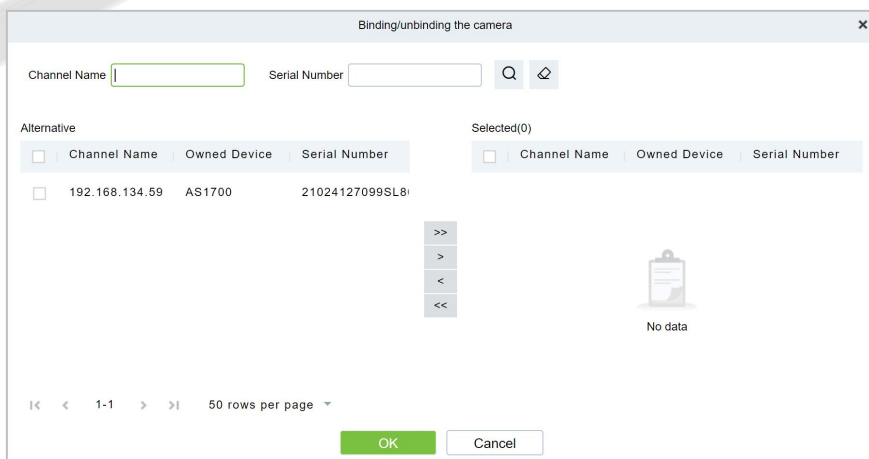 Binding/unbinding the camera
Channel Name
Serial Number
Alternative
Selected(0)
Channel Name Owned Device Serial Number
Channel Name Owned Device Serial Number
192.168.134.59 AS1700
>>
>
<
<<
No data
1-1
50 rows per page
OK
Cancel